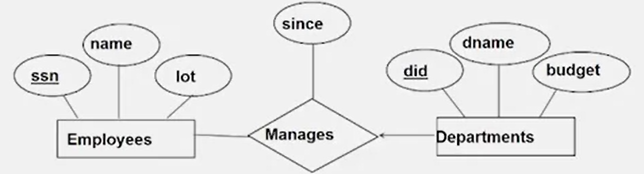 since
name
dname
ssn
lot
did
budget
Employees
Manages
Departments